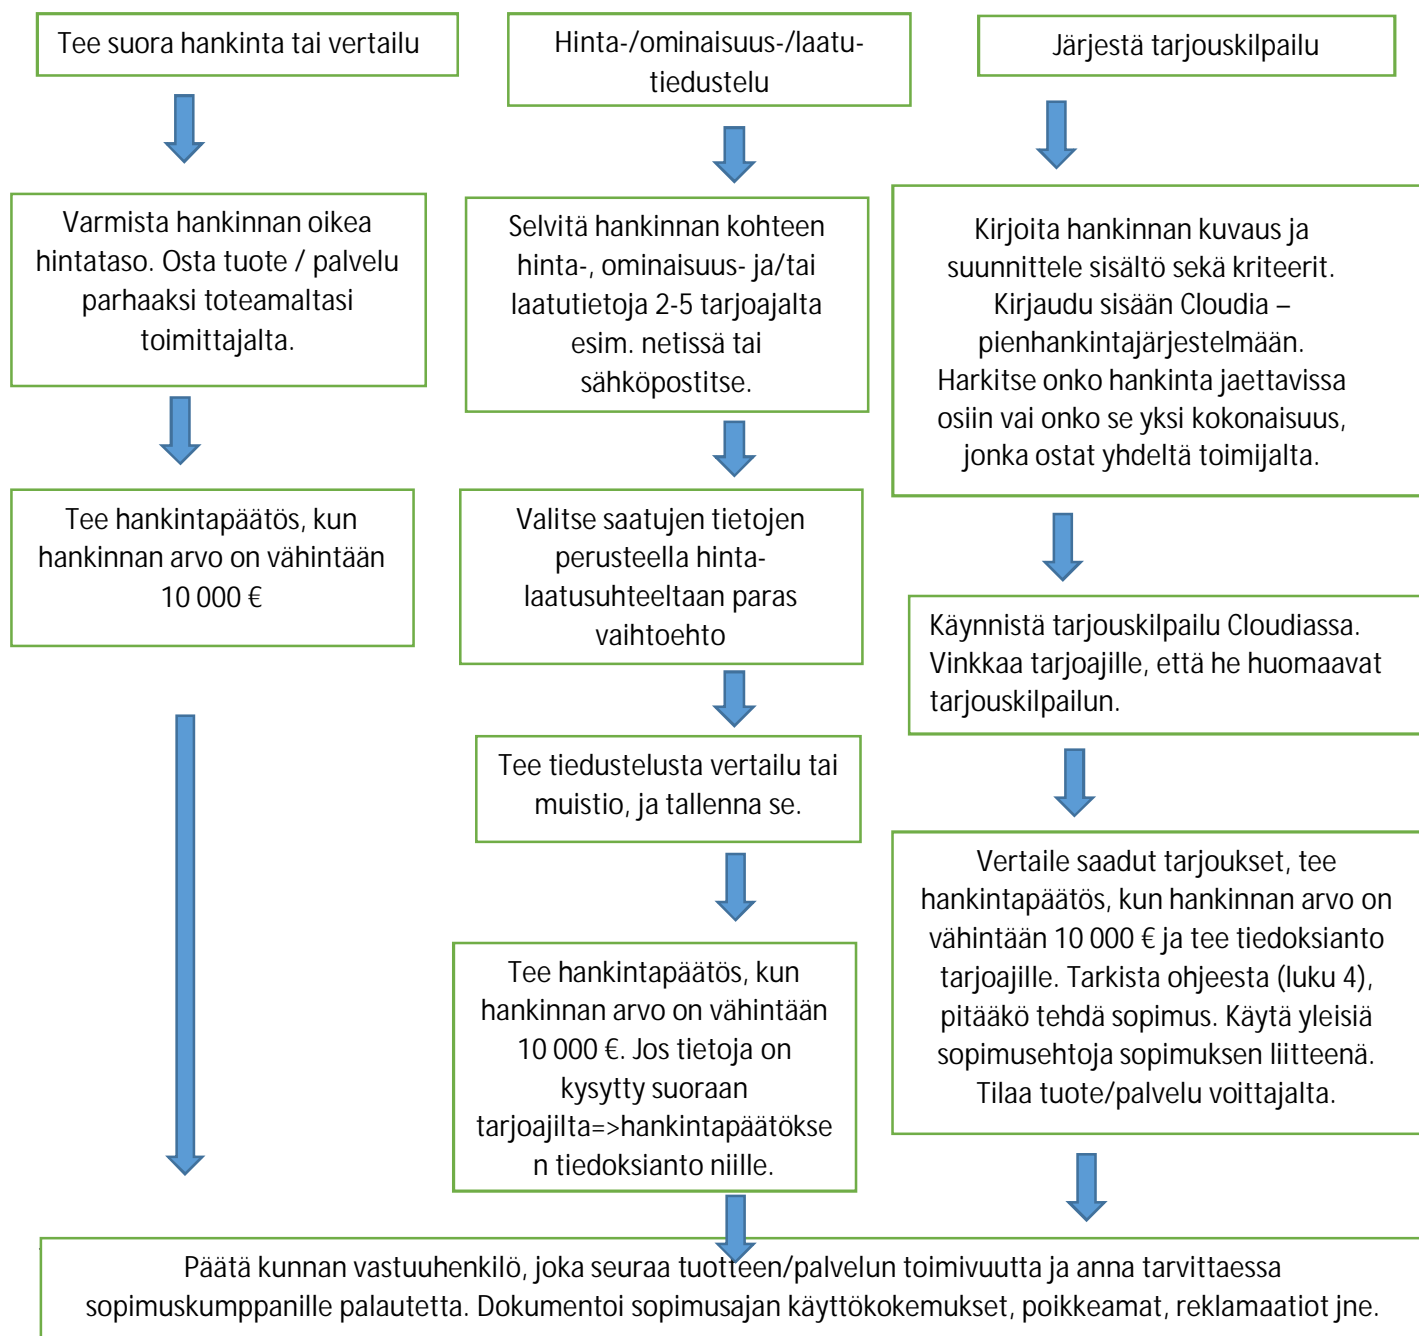 Tee suora hankinta tai vertailu
Hinta-/ominaisuus-/laatu-
tiedustelu
Järjestä tarjouskilpailu
Varmista hankinnan oikea
hintataso. Osta tuote / palvelu
parhaaksi toteamaltasi
toimittajalta.
Selvitä hankinnan kohteen
hinta-, ominaisuus- ja/tai
laatutietoja 2-5 tarjoajalta
esim. netissä tai
sähköpostitse.
Kirjoita hankinnan kuvaus ja
suunnittele sisältö sekä kriteerit.
Kirjaudu sisään Cloudia –
pienhankintajärjestelmään.
Harkitse onko hankinta jaettavissa
osiin vai onko se yksi kokonaisuus,
jonka ostat yhdeltä toimijalta.
Tee hankintapäätös, kun
hankinnan arvo on vähintään
10 000 €
Valitse saatujen tietojen
perusteella hinta-
laatusuhteeltaan paras
vaihtoehto
Käynnistä tarjouskilpailu Cloudiassa.
Vinkkaa tarjoajille, että he huomaavat
tarjouskilpailun.
Tee tiedustelusta vertailu tai
muistio, ja tallenna se.
Vertaile saadut tarjoukset, tee
hankintapäätös, kun hankinnan arvo on
vähintään 10 000 € ja tee tiedoksianto
tarjoajille. Tarkista ohjeesta (luku 4),
pitääkö tehdä sopimus. Käytä yleisiä
sopimusehtoja sopimuksen liitteenä.
Tilaa tuote/palvelu voittajalta.
Tee hankintapäätös, kun
hankinnan arvo on vähintään
10 000 €. Jos tietoja on
kysytty suoraan
tarjoajilta=>hankintapäätökse
n tiedoksianto niille.
Päätä kunnan vastuuhenkilö, joka seuraa tuotteen/palvelun toimivuutta ja anna tarvittaessa
sopimuskumppanille palautetta. Dokumentoi sopimusajan käyttökokemukset, poikkeamat, reklamaatiot jne.